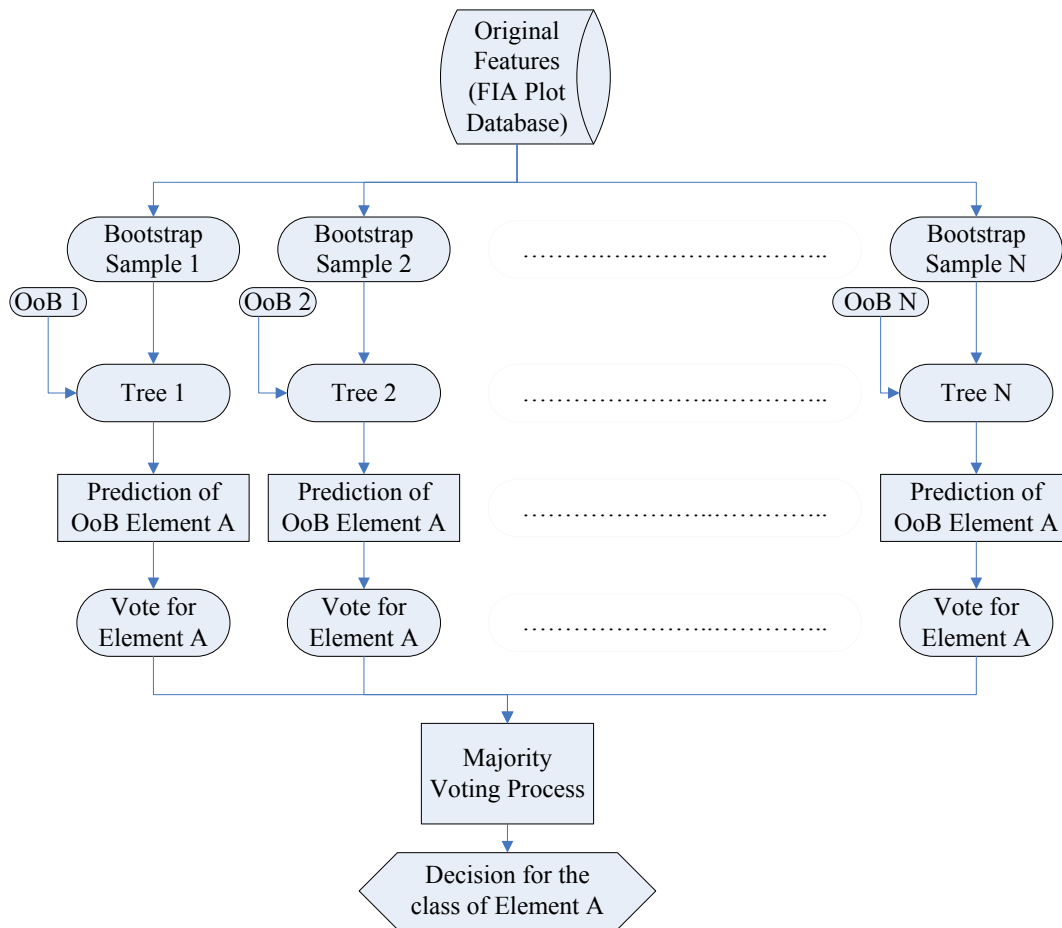 Original
Features
(FIA Plot
Database)
Bootstrap
Sample 1
Bootstrap
Sample 2
……….….…………………..
Bootstrap
Sample N
OoB 1
OoB 2
OoB N
Tree 1
Tree 2
…………………..…………..
Tree N
Prediction of
OoB Element A
Prediction of
OoB Element A
…………………..…………..
Prediction of
OoB Element A
Vote for
Element A
Vote for
Element A
…………………..…………..
Vote for
Element A
Majority
Voting Process
Decision for the
class of Element A